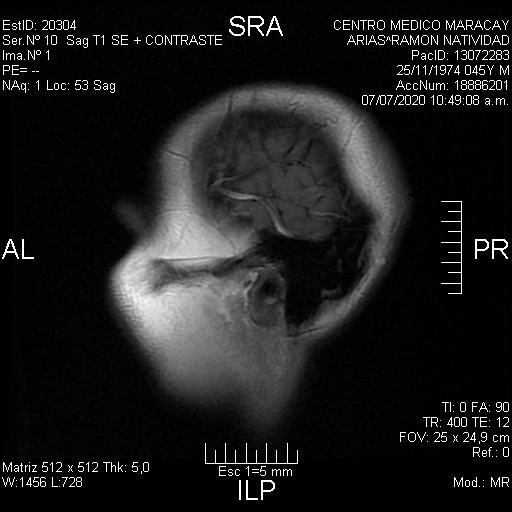 EstID: 20304
Ser.Nº 10 Sag T1 SE + CONTRASTE
Ima.Nº 1
PE= --
NAq: 1 Loc: 53 Sag
SRA
CENTRO MEDICO MARACAY
ARIAS^RAMON NATIVIDAD
PacID: 13072283
25/11/1974 045Y M
AccNum: 18886201
07/07/2020 10:49:08 a.m.
AL
PR
TI: 0 FA: 90
TR: 400 TE: 12
FOV: 25 x 24,9 cm
Ref.: 0
Matriz 512 x 512 Thk: 5,0
W:1456 L:728
Esc 1=5 mm
ILP
Mod.: MR